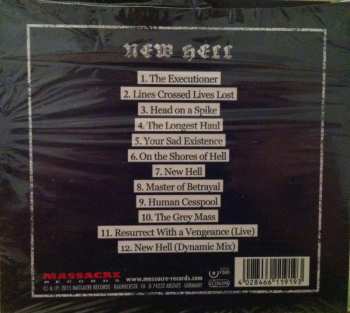 NEW HELL
1. The Executioner
2. Lines Crossed Lives Lost
3. Head on a Spike
4. The Longest Haul
5. Your Sad Existence
6. On the Shores of Hell
7. New Hell
8. Master of Betrayal
9. Human Cesspool
10. The Grey Mass
11. Resurrect With a Vengeance (Live)
12. New Hell (Dynamic Mix)
MASSACRE
RECORDS
www.massacre-records.com
4 028466 119193